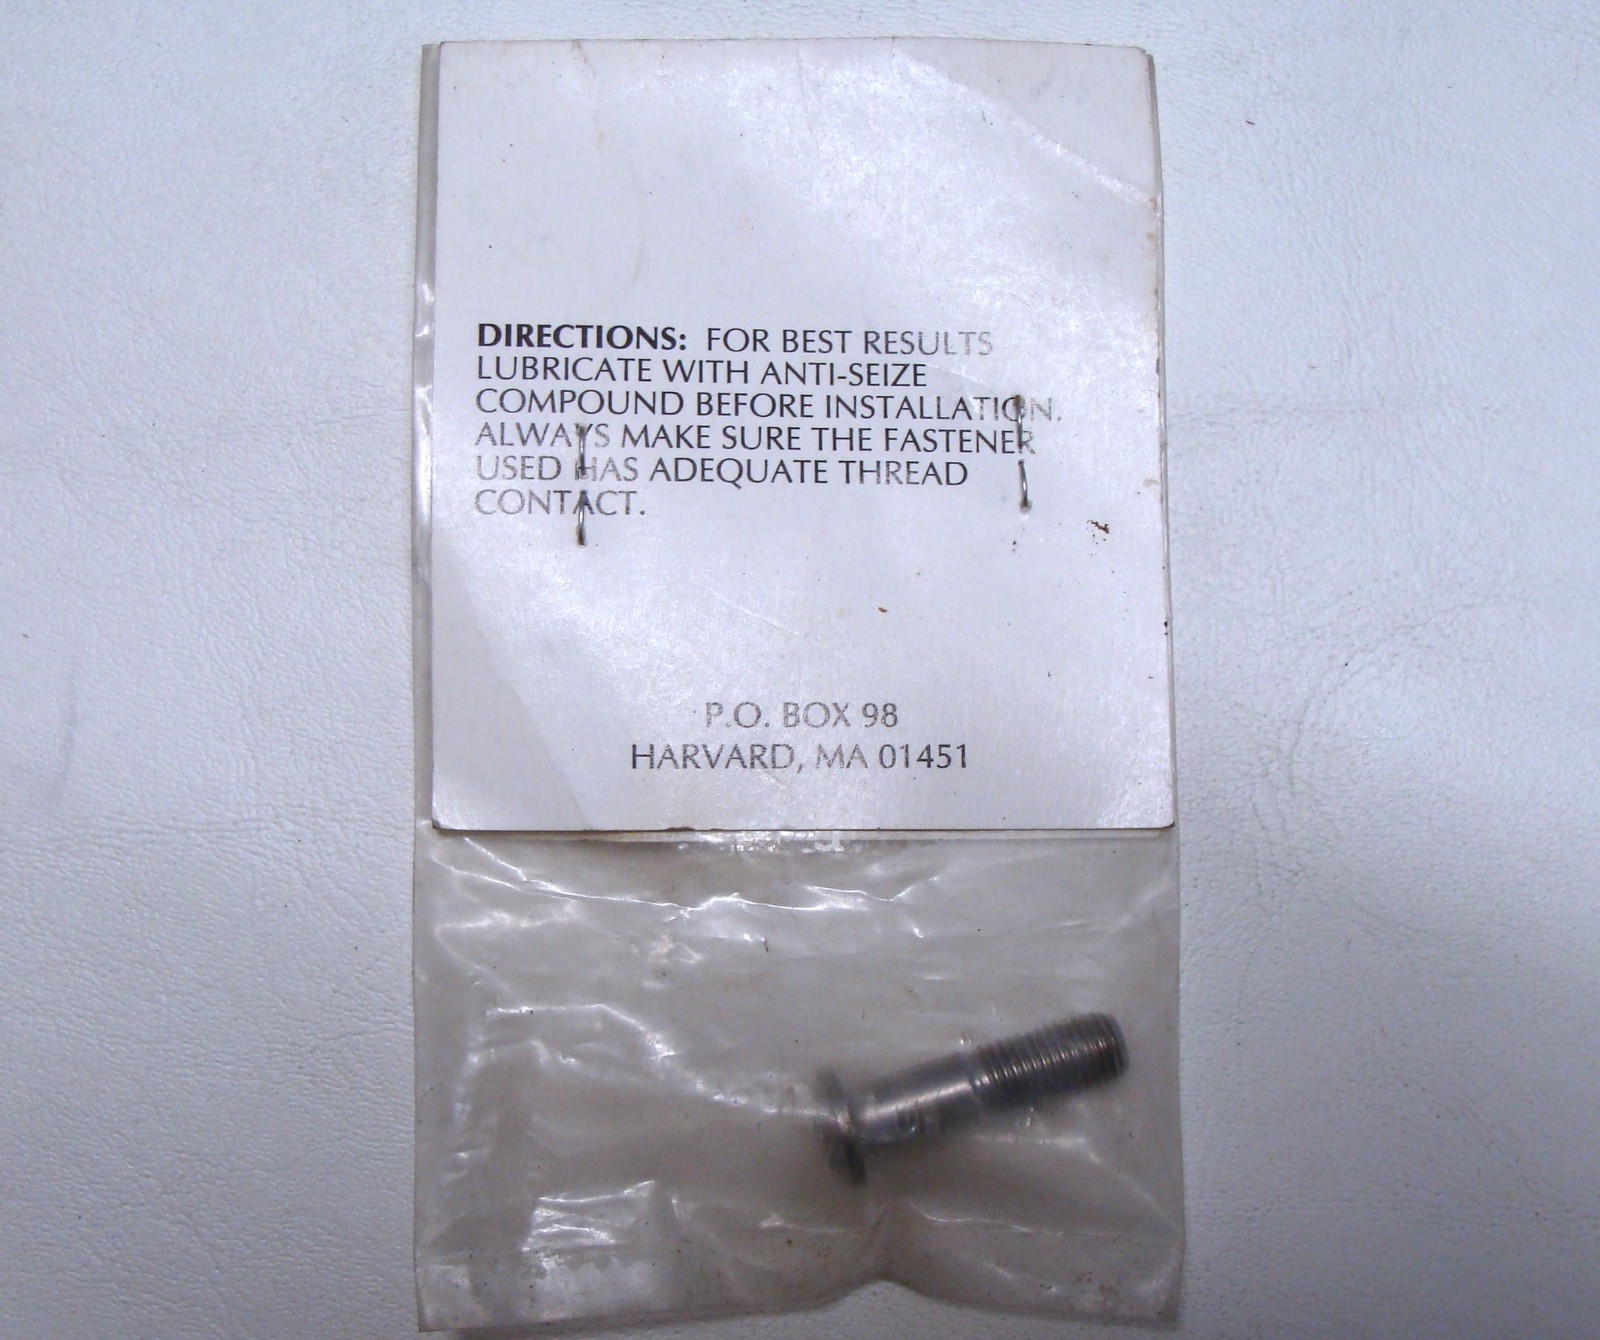 DIRECTIONS: FOR BEST RESULTS
LUBRICATE WITH ANTI-SEIZE
COMPOUND BEFORE INSTALLATION.
ALWAYS MAKE SURE THE FASTENER
USED HAS ADEQUATE THREAD
CONTACT.
P.O. BOX 98
HARVARD, MA 01451